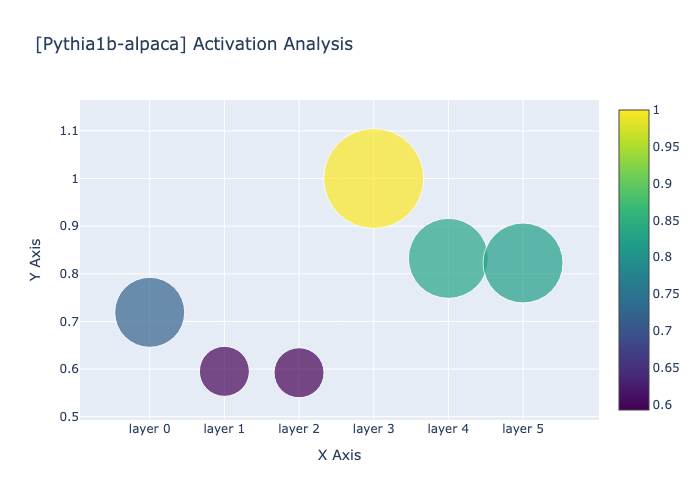 [Pythia1b-alpaca] Activation Analysis
1.1
1
0.9
0.8
0.7
0.6
0.5
Y Axis
layer 0
layer 1
layer 2
layer 3
layer 4
layer 5
X Axis
1
0.95
0.9
0.85
0.8
0.75
0.7
0.65
0.6